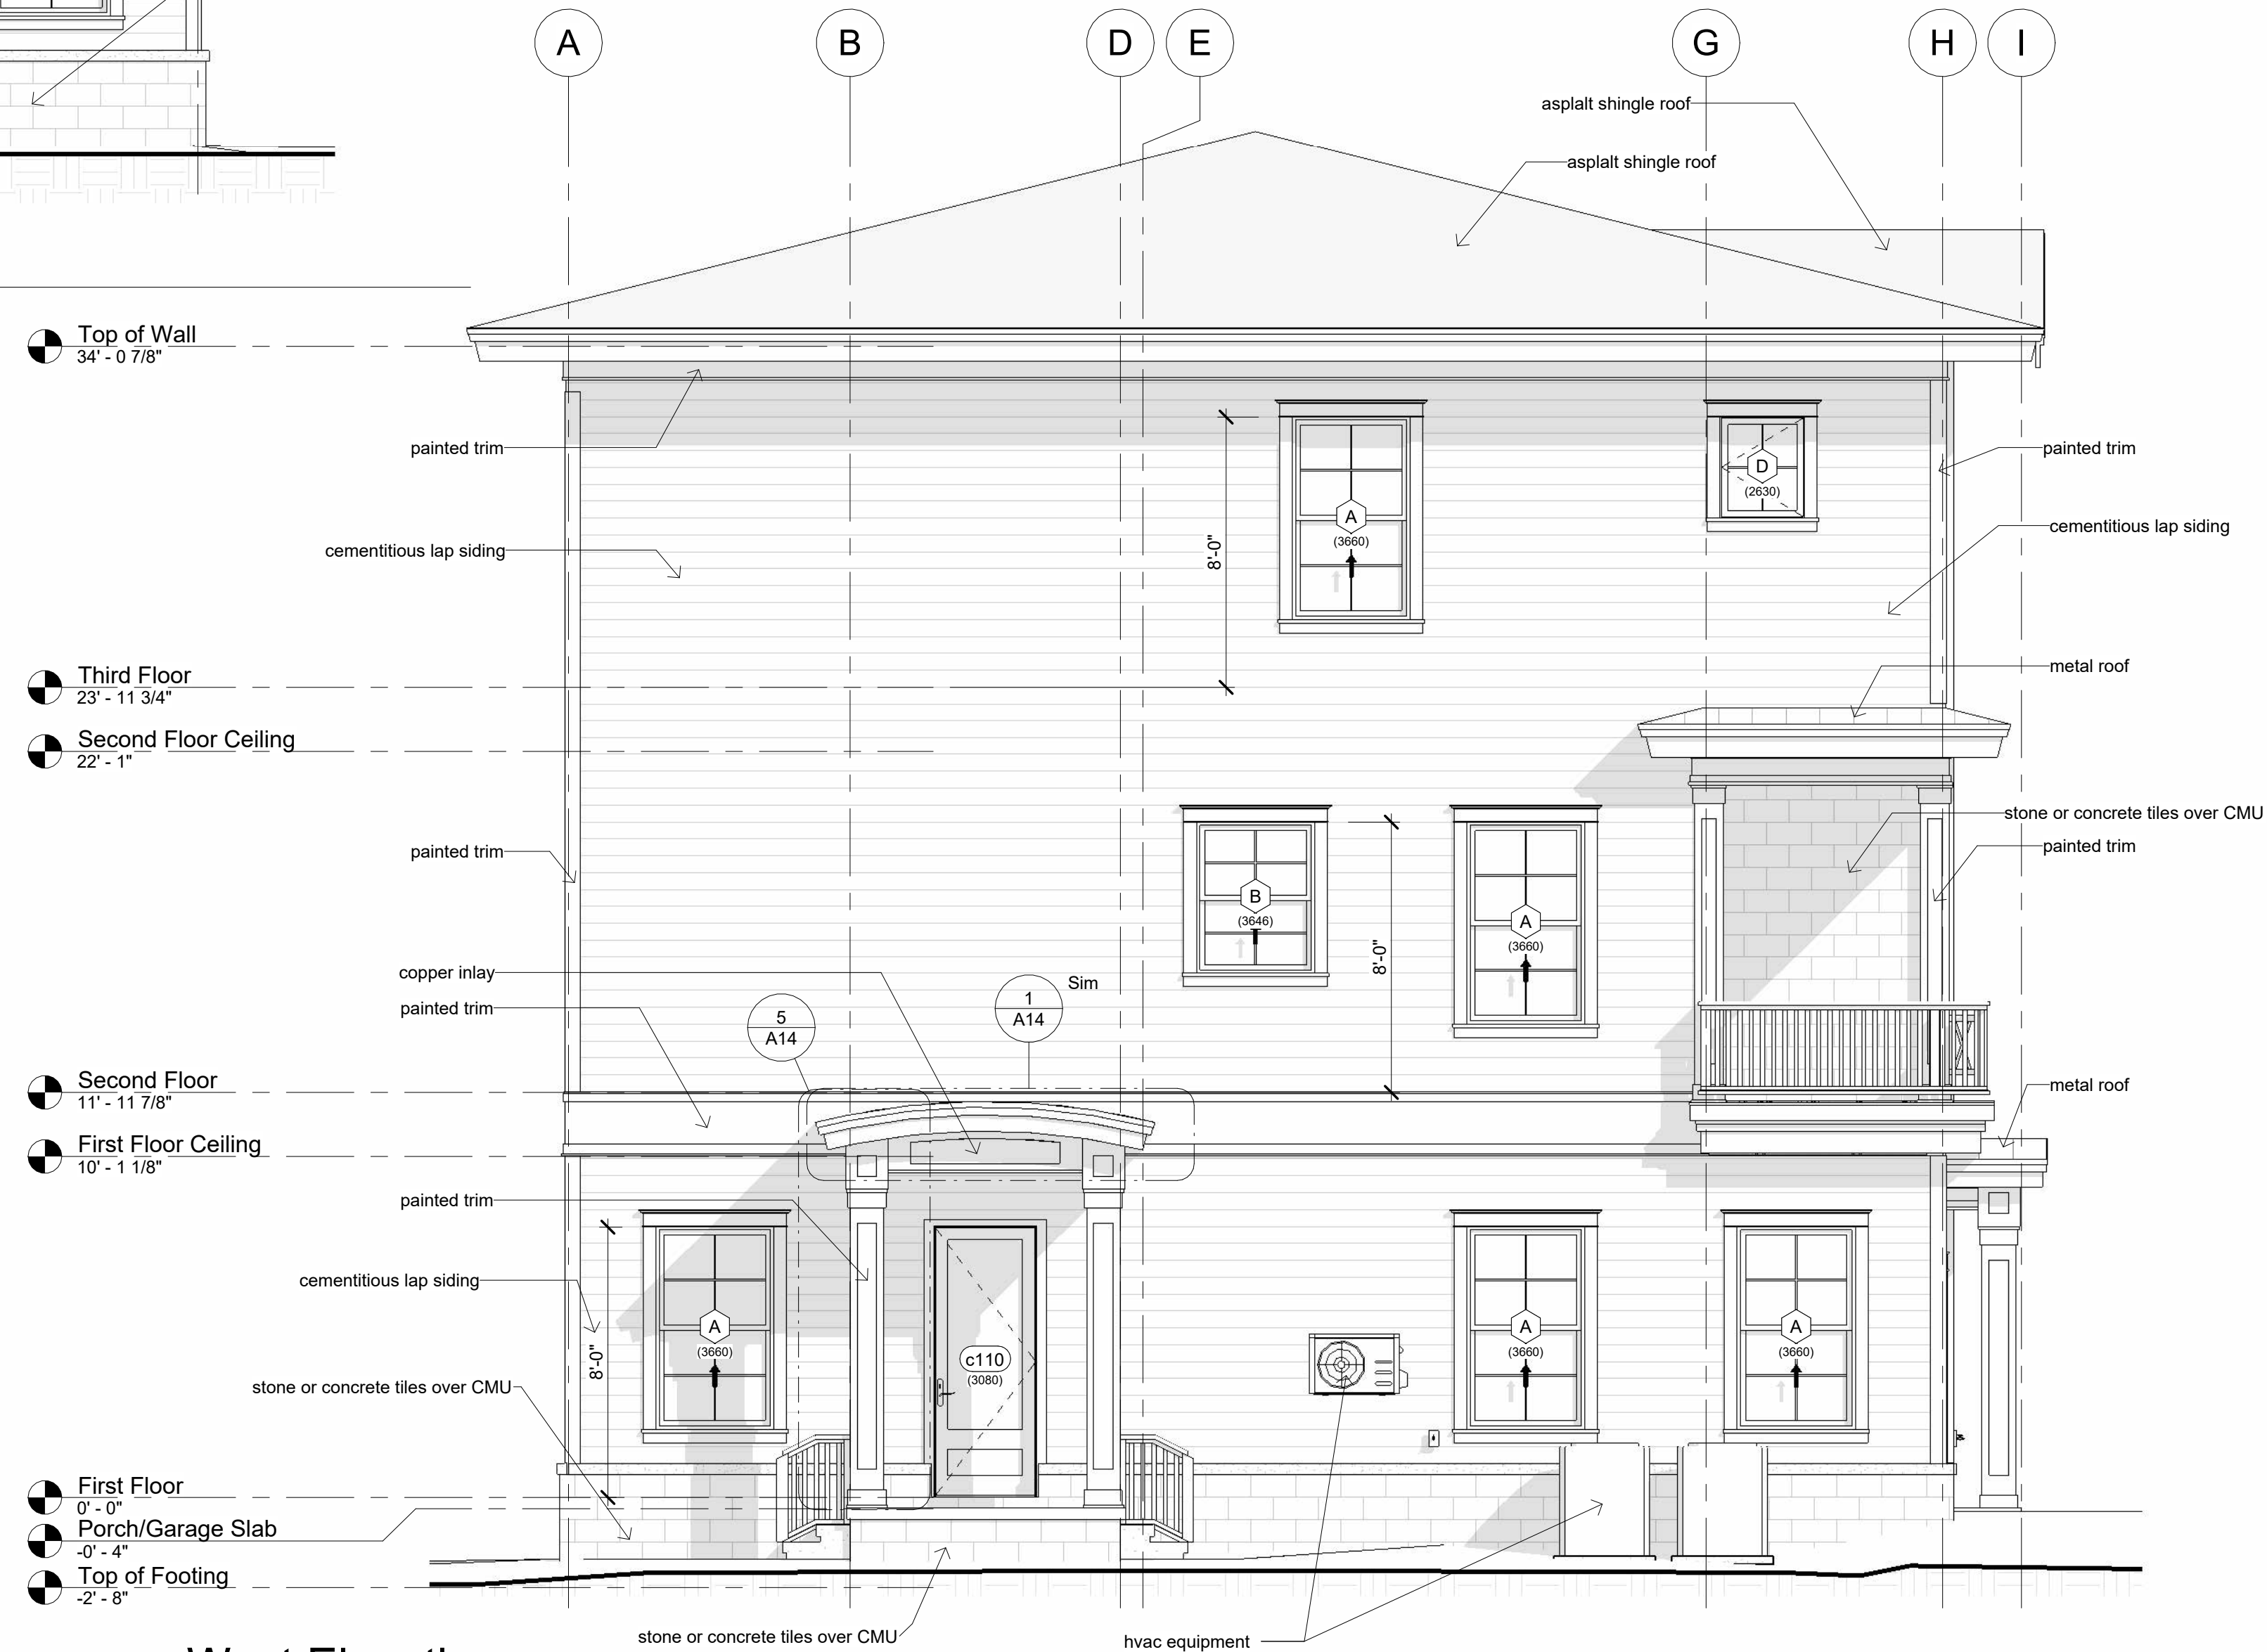 A
B
D
E
G
H
I
asplalt shingle roof
asplalt shingle roof
Top of Wall
34' - 0 7/8"
painted trim
painted trim
A
(3660)
D
(2630)
8'-0"
cementitious lap siding
cementitious lap siding
Third Floor
23' - 11 3/4"
metal roof
Second Floor Ceiling
22' - 1"
stone or concrete tiles over CMU
painted trim
painted trim
B
(3646)
A
(3660)
8'-0"
copper inlay
painted trim
5
A14
1
A14
Sim
Second Floor
11' - 11 7/8"
metal roof
First Floor Ceiling
10' - 1 1/8"
painted trim
cementitious lap siding
8'-0"
A
(3660)
c110
(3080)
A
(3660)
A
(3660)
stone or concrete tiles over CMU
First Floor
0' - 0"
Porch/Garage Slab
-0' - 4"
Top of Footing
-2' - 8"
stone or concrete tiles over CMU
hvac equipment